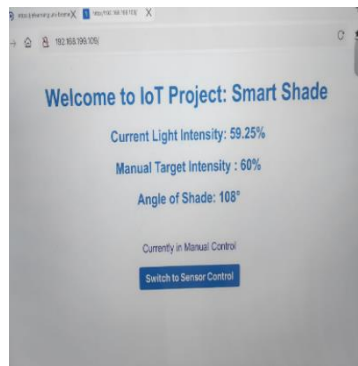 192.168.199.109/
Welcome to IoT Project: Smart Shade
Current Light Intensity: 59.25%
Manual Target Intensity : 60%
Angle of Shade: 108°
Currently in Manual Control
Switch to Sensor Control